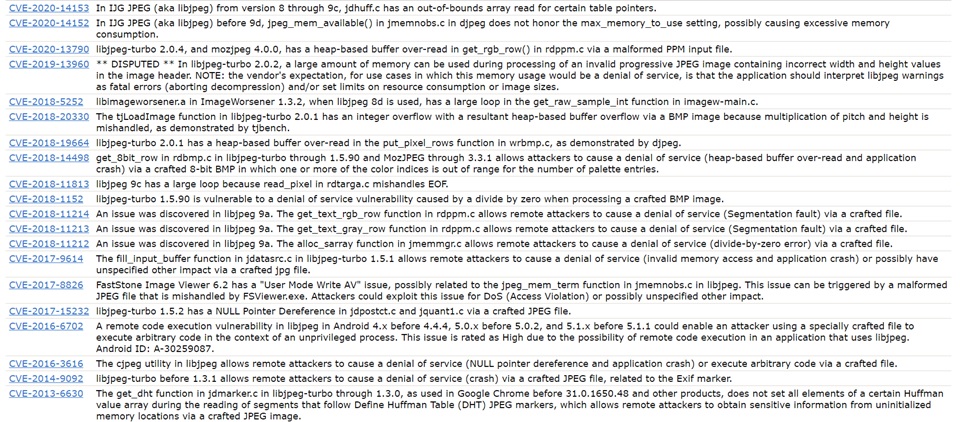 CVE-2020-14153 In IJG JPEG (aka libjpeg) from version 8 through 9c, jdhuff.c has an out-of-bounds array read for certain table pointers.
CVE-2020-14152 In IJG JPEG (aka libjpeg) before 9d, jpeg_mem_available() in jmemnobs.c in djpeg does not honor the max_memory_to_use setting, possibly causing excessive memory
consumption.
CVE-2020-13790 libjpeg-turbo 2.0.4, and mozjpeg 4.0.0, has a heap-based buffer over-read in get_rgb_row() in rdppm.c via a malformed PPM input file.
CVE-2019-13960 ** DISPUTED ** In libjpeg-turbo 2.0.2, a large amount of memory can be used during processing of an invalid progressive JPEG image containing incorrect width and height values
in the image header. NOTE: the vendor's expectation, for use cases in which this memory usage would be a denial of service, is that the application should interpret libjpeg warnings
as fatal errors (aborting decompression) and/or set limits on resource consumption or image sizes.
CVE-2018-5252 libimageworsener.a in ImageWorsener 1.3.2, when libjpeg 8d is used, has a large loop in the get_raw_sample_int function in imagew-main.c.
CVE-2018-20330 The tjLoadImage function in libjpeg-turbo 2.0.1 has an integer overflow with a resultant heap-based buffer overflow via a BMP image because multiplication of pitch and height is
mishandled, as demonstrated by tjbench.
CVE-2018-19664 libjpeg-turbo 2.0.1 has a heap-based buffer over-read in the put_pixel_rows function in wrbmp.c, as demonstrated by djpeg.
CVE-2018-14498 get_8bit_row in rdbmp.c in libjpeg-turbo through 1.5.90 and MozJPEG through 3.3.1 allows attackers to cause a denial of service (heap-based buffer over-read and application
crash) via a crafted 8-bit BMP in which one or more of the color indices is out of range for the number of palette entries.
CVE-2018-11813 libjpeg 9c has a large loop because read_pixel in rdtarga.c mishandles EOF.
CVE-2018-1152 libjpeg-turbo 1.5.90 is vulnerable to a denial of service vulnerability caused by a divide by zero when processing a crafted BMP image.
CVE-2018-11214 An issue was discovered in libjpeg 9a. The get_text_rgb_row function in rdppm.c allows remote attackers to cause a denial of service (Segmentation fault) via a crafted file.
CVE-2018-11213 An issue was discovered in libjpeg 9a. The get_text_gray_row function in rdppm.c allows remote attackers to cause a denial of service (Segmentation fault) via a crafted file.
CVE-2018-11212 An issue was discovered in libjpeg 9a. The alloc_sarray function in jmemmgr.c allows remote attackers to cause a denial of service (divide-by-zero error) via a crafted file.
CVE-2017-9614 The fill_input_buffer function in jdatasrc.c in libjpeg-turbo 1.5.1 allows remote attackers to cause a denial of service (invalid memory access and application crash) or possibly have
unspecified other impact via a crafted jpg file.
CVE-2017-8826 FastStone Image Viewer 6.2 has a "User Mode Write AV" issue, possibly related to the jpeg_mem_term function in jmemnobs.c in libjpeg. This issue can be triggered by a malformed
JPEG file that is mishandled by FSViewer.exe. Attackers could exploit this issue for DoS (Access Violation) or possibly unspecified other impact.
CVE-2017-15232 libjpeg-turbo 1.5.2 has a NULL Pointer Dereference in jdpostct.c and jquant1.c via a crafted JPEG file.
CVE-2016-6702 A remote code execution vulnerability in libjpeg in Android 4.x before 4.4.4, 5.0.x before 5.0.2, and 5.1.x before 5.1.1 could enable an attacker using a specially crafted file to
execute arbitrary code in the context of an unprivileged process. This issue is rated as High due to the possibility of remote code execution in an application that uses libjpeg.
Android ID: A-30259087.
CVE-2016-3616 The cjpeg utility in libjpeg allows remote attackers to cause a denial of service (NULL pointer dereference and application crash) or execute arbitrary code via a crafted file.
CVE-2014-9092 libjpeg-turbo before 1.3.1 allows remote attackers to cause a denial of service (crash) via a crafted JPEG file, related to the Exif marker.
CVE-2013-6630 The get_dht function in jdmarker.c in libjpeg-turbo through 1.3.0, as used in Google Chrome before 31.0.1650.48 and other products, does not set all elements of a certain Huffman
value array during the reading of segments that follow Define Huffman Table (DHT) JPEG markers, which allows remote attackers to obtain sensitive information from uninitialized
memory locations via a crafted JPEG image.